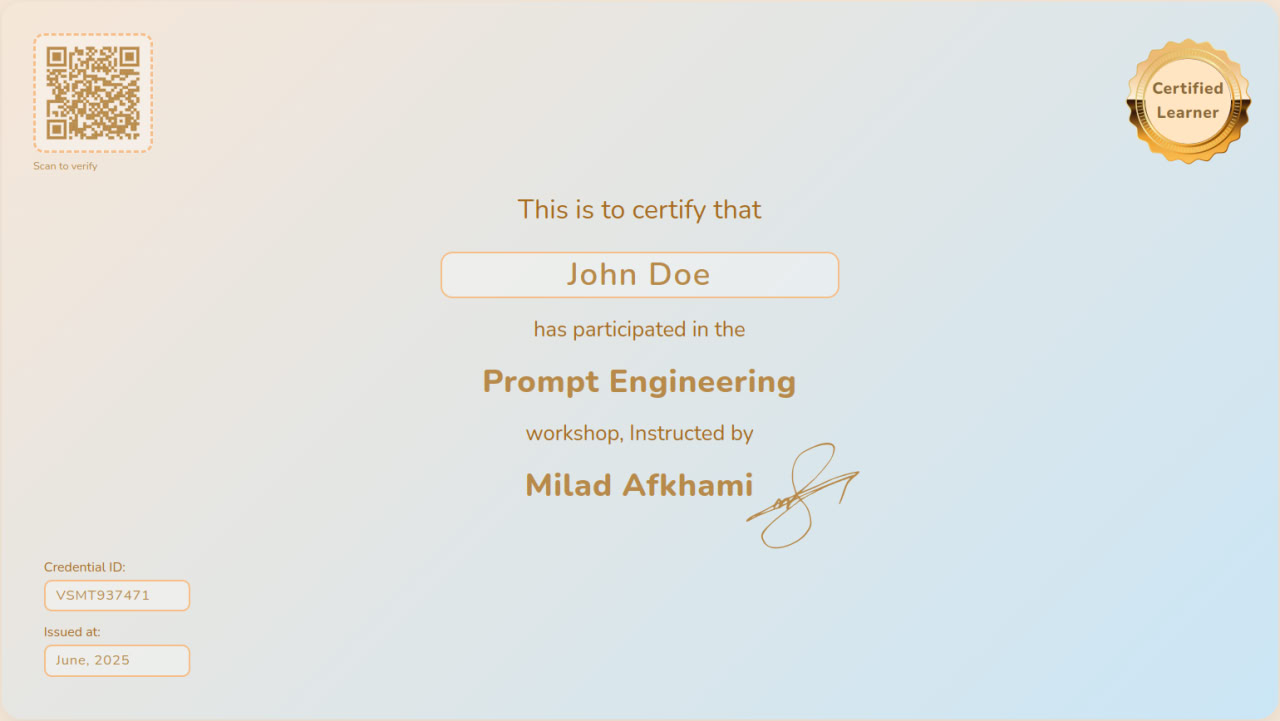 Scan to verify
Certified
Learner
This is to certify that
John Doe
has participated in the
Prompt Engineering
workshop, Instructed by
Milad Afkhami
Credential ID:
VSMT937471
Issued at:
June, 2025